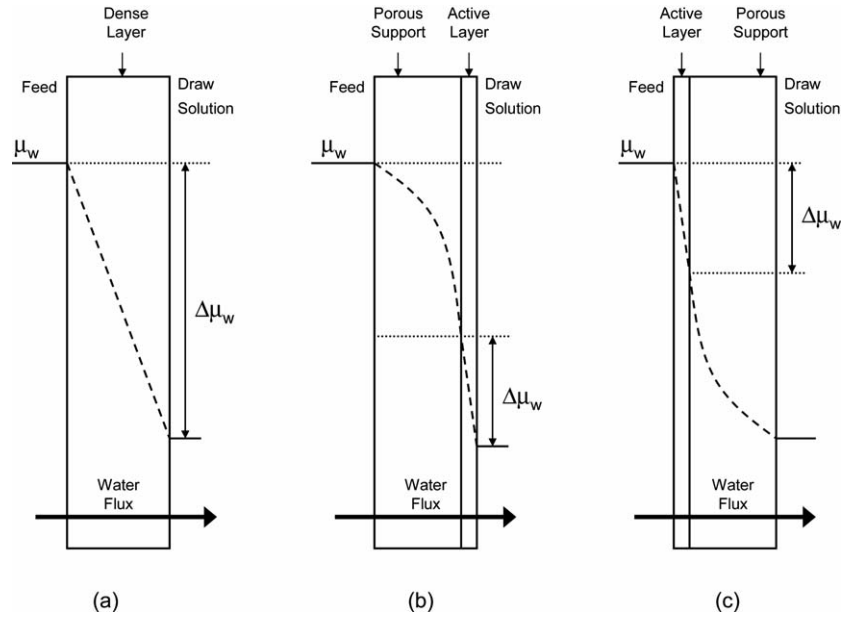 Dense
Layer
Feed
Draw
Solution
μw
Δμw
Water
Flux
(a)
Porous
Support
Active
Layer
Feed
Draw
Solution
μw
Δμw
Water
Flux
(b)
Active
Layer
Porous
Support
Feed
Draw
Solution
μw
Δμw
Water
Flux
(c)